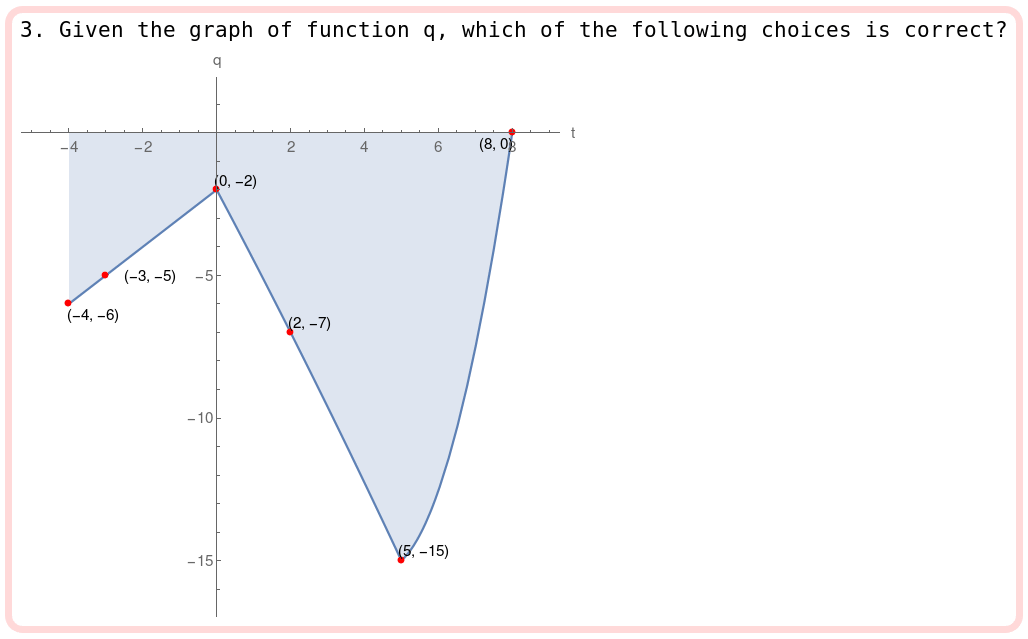 3. Given the graph of function q, which of the following choices is correct?
q
t
−4 −2 2 4 6 8
(8, 0)
(0, −2)
(−3, −5)
−5
(−4, −6)
(2, −7)
−10
(5, −15)
−15